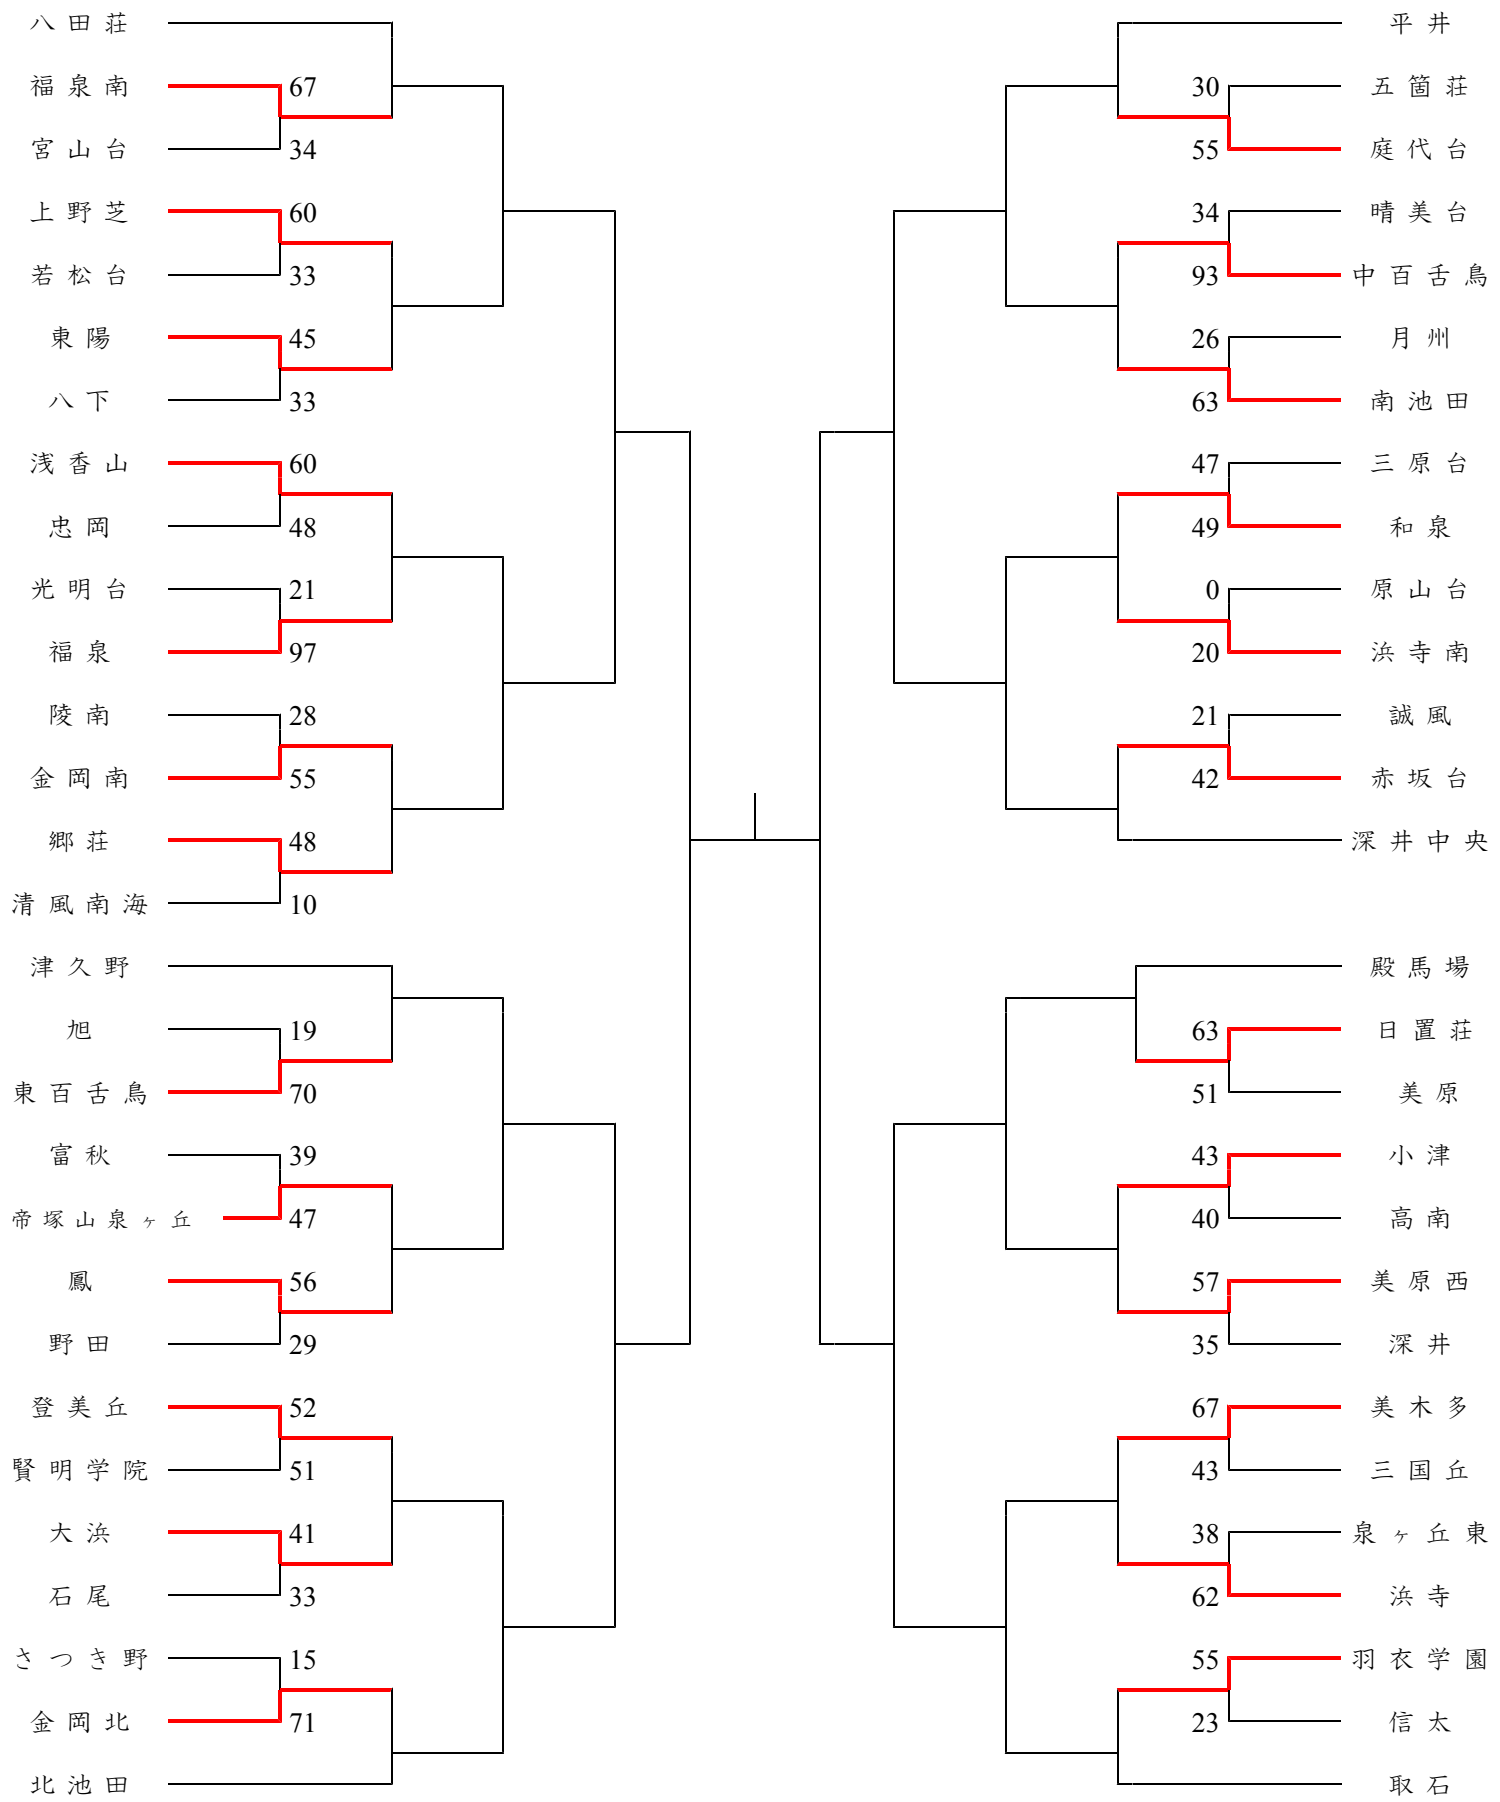 八田荘
福泉南 67
宮山台 34
上野芝 60
若松台 33
東陽 45
八下 33
浅香山 60
忠岡 48
光明台 21
福泉 97
陵南 28
金岡南 55
郷荘 48
清風南海 10
津久野
旭 19
東百舌鳥 70
富秋 39
帝塚山泉ヶ丘 47
鳳 56
野田 29
登美丘 52
賢明学院 51
大浜 41
石尾 33
さつき野 15
金岡北 71
北池田
平井
30 五箇荘
55 庭代台
34 晴美台
93 中百舌鳥
26 月州
63 南池田
47 三原台
49 和泉
0 原山台
20 浜寺南
21 誠風
42 赤坂台
深井中央
殿馬場
63 日置荘
51 美原
43 小津
40 高南
57 美原西
35 深井
67 美木多
43 三国丘
38 泉ヶ丘東
62 浜寺
55 羽衣学園
23 信太
取石